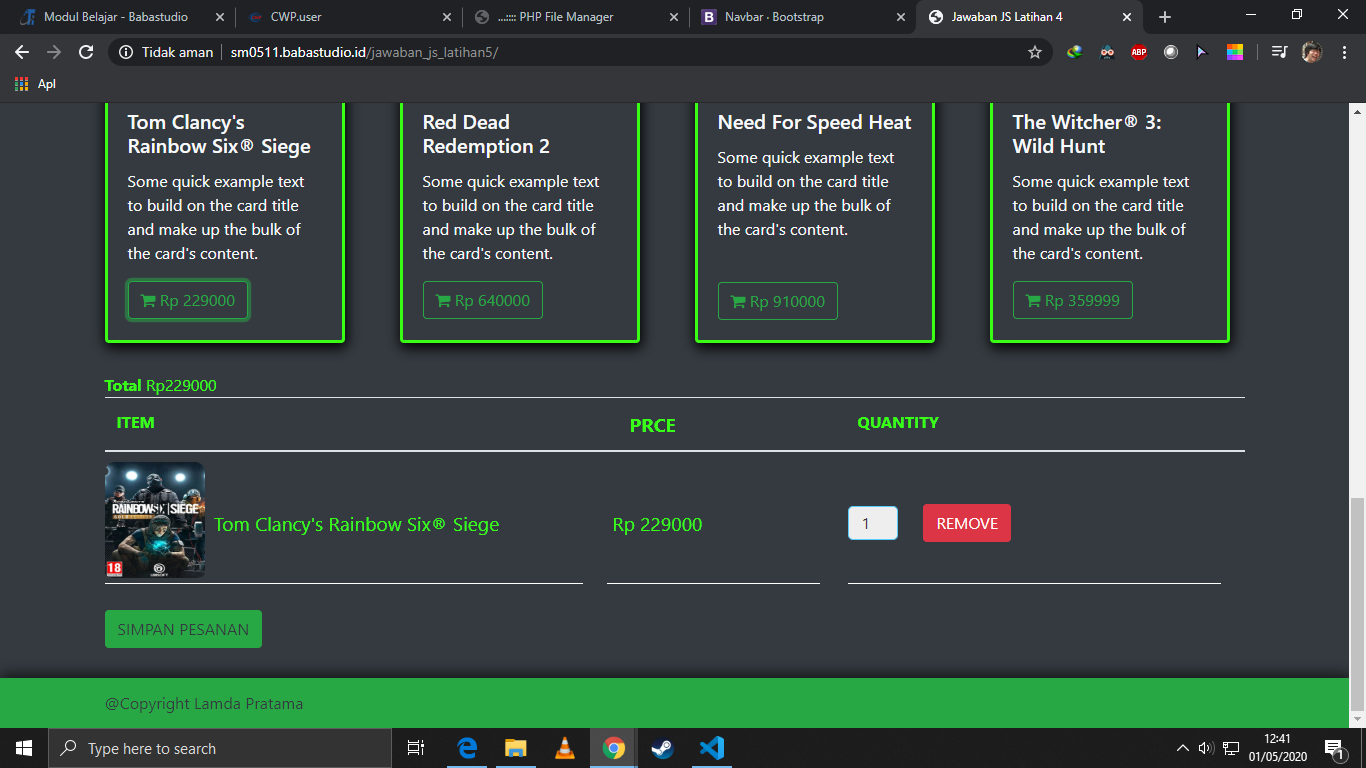 Modul Belajar - Babastudio
CWP.user
...:::: PHP File Manager
Navbar · Bootstrap
Jawaban JS Latihan 4
Tidak aman
sm0511.babastudio.id/jawaban_js_latihan5/
ABP
Apl
Tom Clancy's
Rainbow Six® Siege
Some quick example text
to build on the card title
and make up the bulk of
the card's content.
Rp 229000
Red Dead
Redemption 2
Some quick example text
to build on the card title
and make up the bulk of
the card's content.
Rp 640000
Need For Speed Heat
Some quick example text
to build on the card title
and make up the bulk of
the card's content.
Rp 910000
The Witcher® 3:
Wild Hunt
Some quick example text
to build on the card title
and make up the bulk of
the card's content.
Rp 359999
Total Rp229000
ITEM
PRCE
QUANTITY
RAINBOW SIX SIEGE
18
Tom Clancy's Rainbow Six® Siege
Rp 229000
1
REMOVE
SIMPAN PESANAN
@Copyright Lamda Pratama
Type here to search
12:41
01/05/2020
1